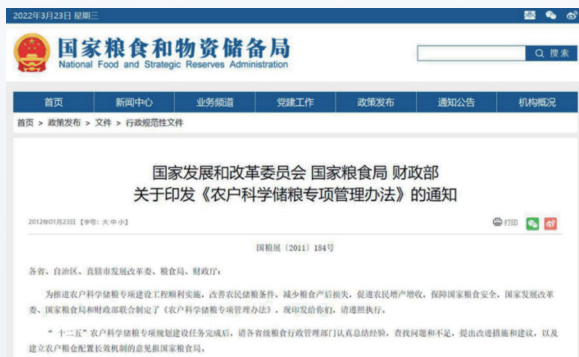 2022年3月23日 星期三
国家粮食和物资储备局
National Food and Strategic Reserves Administration
搜索
首页 新闻中心 业务频道 党建工作 政策发布 通知公告 机构概况
首页 > 政策发布 > 文件 > 行政规范性文件
国家发展和改革委员会 国家粮食局 财政部
关于印发《农户科学储粮专项管理办法》的通知
2012年01月23日 【字号：大 中 小】 打印
国粮展〔2011〕184号
各省、自治区、直辖市发展改革委、粮食局、财政厅：
为推进农户科学储粮专项建设工程顺利实施，改善农民储粮条件，减少粮食产后损失，促进农民增产增收，保障国家粮食安全，国家发展改革
委、国家粮食局和财政部联合制定了《农户科学储粮专项管理办法》，现印发给你们，请遵照执行。
“十二五”农户科学储粮专项规划建设任务完成后，请各省级粮食行政管理部门认真总结经验，查找问题和不足，提出改进措施和建议，以及
建立农户粮仓配置长效机制的意见报国家粮食局。